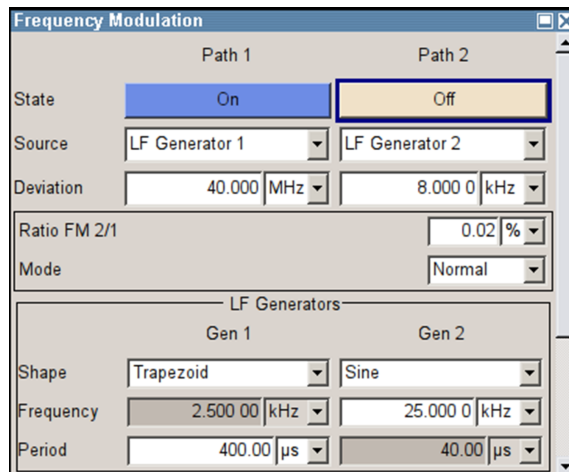 Frequency Modulation
Path 1 Path 2
State On Off
Source LF Generator 1 LF Generator 2
Deviation 40.000 MHz 8.000 0 kHz
Ratio FM 2/1 0.02 %
Mode Normal
LF Generators
Gen 1 Gen 2
Shape Trapezoid Sine
Frequency 2.500 00 kHz 25.000 0 kHz
Period 400.00 µs 40.00 µs